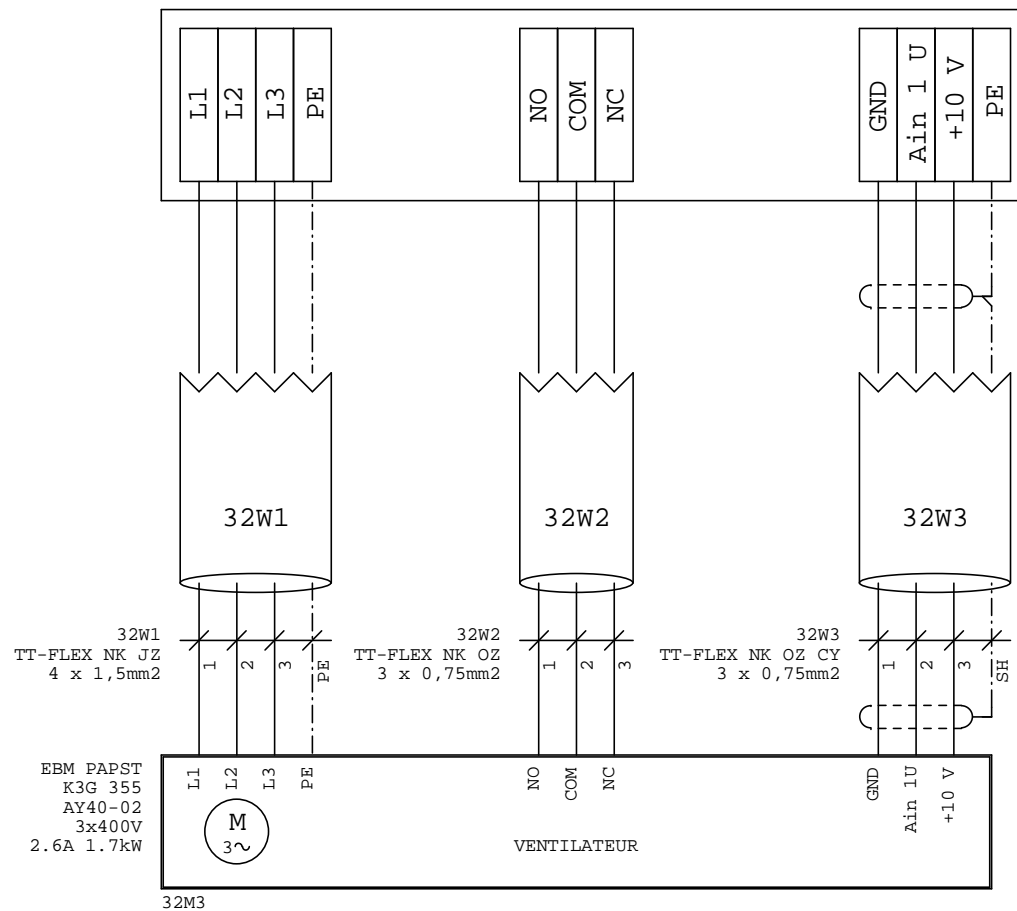 L1 L2 L3 PE
NO COM NC
GND Ain 1 U +10 V PE
32W1
32W2
32W3
32W1
TT-FLEX NK JZ
4 x 1,5mm2
1 2 3 PE
32W2
TT-FLEX NK OZ
3 x 0,75mm2
1 2 3
32W3
TT-FLEX NK OZ CY
3 x 0,75mm2
1 2 3 SH
EBM PAPST
K3G 355
AY40-02
3x400V
2.6A 1.7kW
L1 L2 L3 PE
NO COM NC
GND Ain 1U +10 V
M
3~
VENTILATEUR
32M3